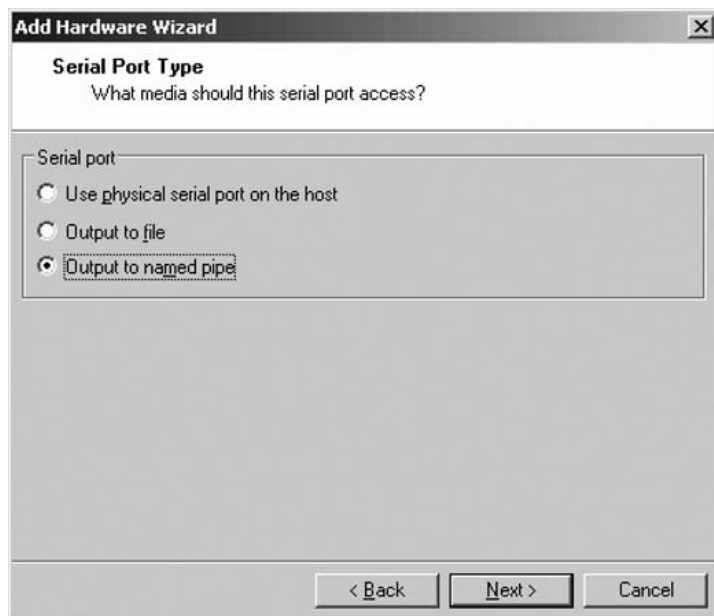 Add Hardware Wizard
Serial Port Type
What media should this serial port access?
Serial port
Use physical serial port on the host
Output to file
Output to named pipe
< Back
Next >
Cancel